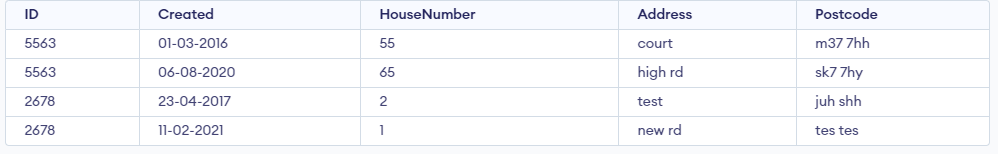 ID Created HouseNumber Address Postcode
5563 01-03-2016 55 court m37 7hh
5563 06-08-2020 65 high rd sk7 7hy
2678 23-04-2017 2 test juh shh
2678 11-02-2021 1 new rd tes tes